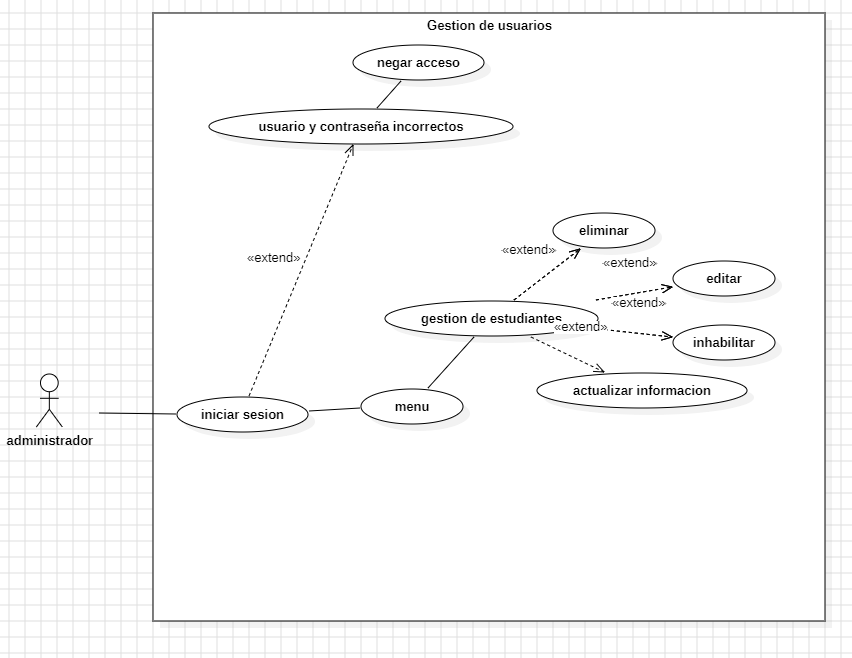 Gestion de usuarios
negar acceso
usuario y contraseña incorrectos
eliminar
«extend»
«extend»
«extend»
editar
«extend»
gestion de estudiantes
«extend»
inhabilitar
actualizar informacion
menu
iniciar sesion
administrador